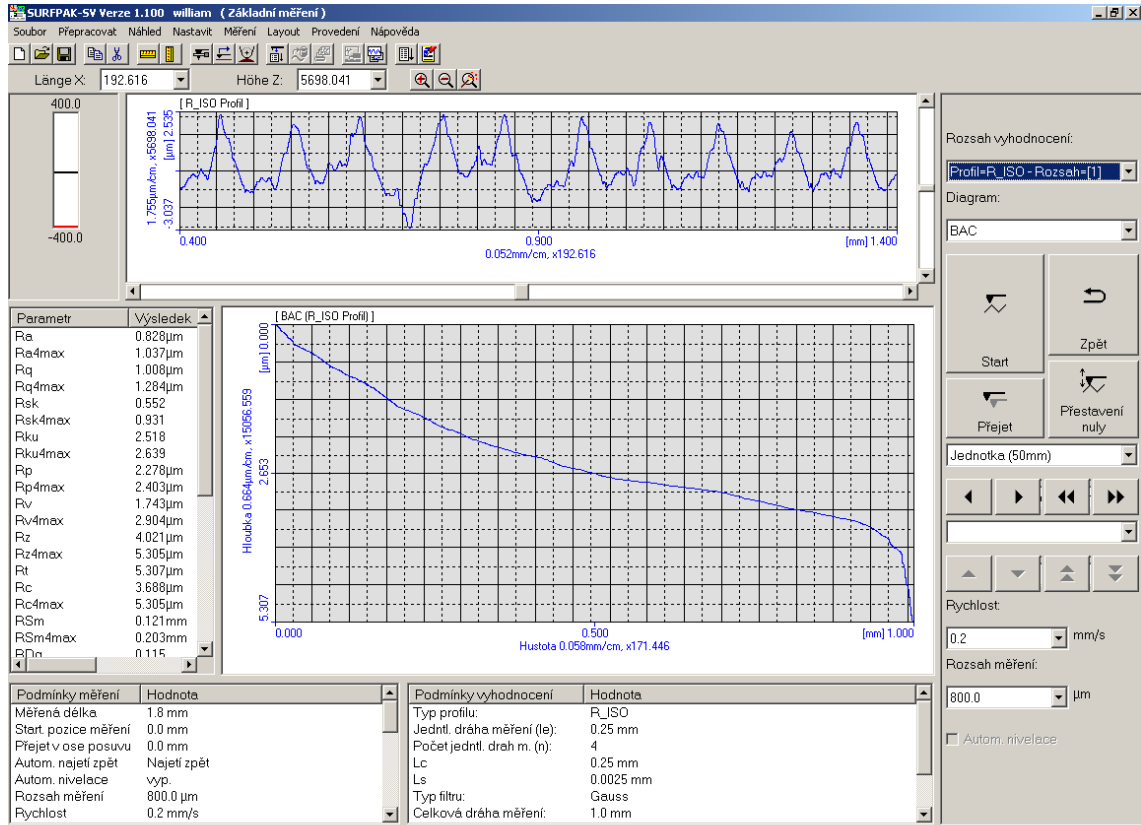 SURFPAK-SV Verze 1.100 william ( Základní měření )
Soubor Přepracovat Náhled Nastavit Měření Layout Provedení Nápověda
Länge X: 192.616 Höhe Z: 5698.041
400.0
-400.0
[ R_ISO Profil ]
1.755µm/cm, x5698.041
[µm] 2.535
-3.037
0.400 0.900 [mm] 1.400
0.052mm/cm, x192.616
Parametr Výsledek
Ra 0.828µm
Ra4max 1.037µm
Rq 1.008µm
Rq4max 1.284µm
Rsk 0.552
Rsk4max 0.931
Rku 2.518
Rku4max 2.639
Rp 2.278µm
Rp4max 2.403µm
Rv 1.743µm
Rv4max 2.904µm
Rz 4.021µm
Rz4max 5.305µm
Rt 5.307µm
Rc 3.688µm
Rc4max 5.305µm
RSm 0.121mm
RSm4max 0.203mm
RDq 0.115
[ BAC (R_ISO Profil) ]
Hloubka 0.664µm/cm, x15056.559
[µm] 0.000
2.653
5.307
0.000 0.500 [mm] 1.000
Hustota 0.058mm/cm, x171.446
Rozsah vyhodnocení:
Profil=R_ISO - Rozsah=[1]
Diagram:
BAC
Start
Zpět
Přejet
Přestavení
nuly
Jednotka (50mm)
Rychlost:
0.2 mm/s
Rozsah měření:
800.0 µm
Autom. nivelace
Podmínky měření Hodnota
Měřená délka 1.8 mm
Start. pozice měření 0.0 mm
Přejet v ose posuvu 0.0 mm
Autom. najetí zpět Najetí zpět
Autom. nivelace vyp.
Rozsah měření 800.0 µm
Rychlost 0.2 mm/s
Podmínky vyhodnocení Hodnota
Typ profilu: R_ISO
Jedntl. dráha měření (le): 0.25 mm
Počet jedntl. drah m. (n): 4
Lc 0.25 mm
Ls 0.0025 mm
Typ filtru: Gauss
Celková dráha měření: 1.0 mm